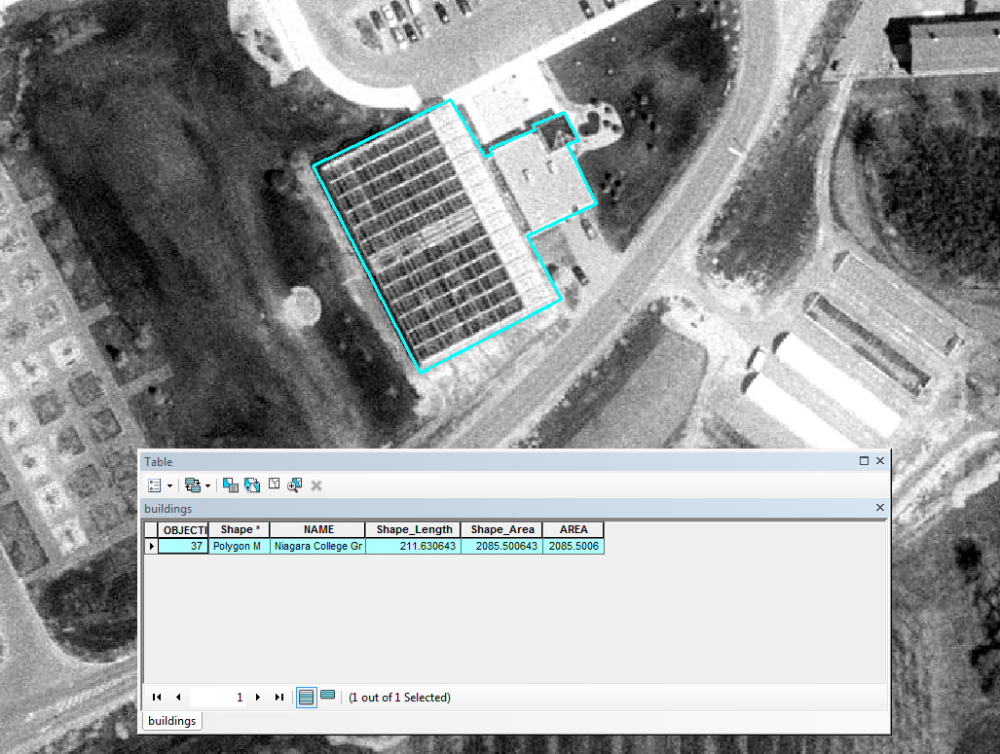 Table
buildings
OBJECTI Shape * NAME Shape_Length Shape_Area AREA
37 Polygon M Niagara College Gr 211.630643 2085.500643 2085.5006
1 (1 out of 1 Selected)
buildings